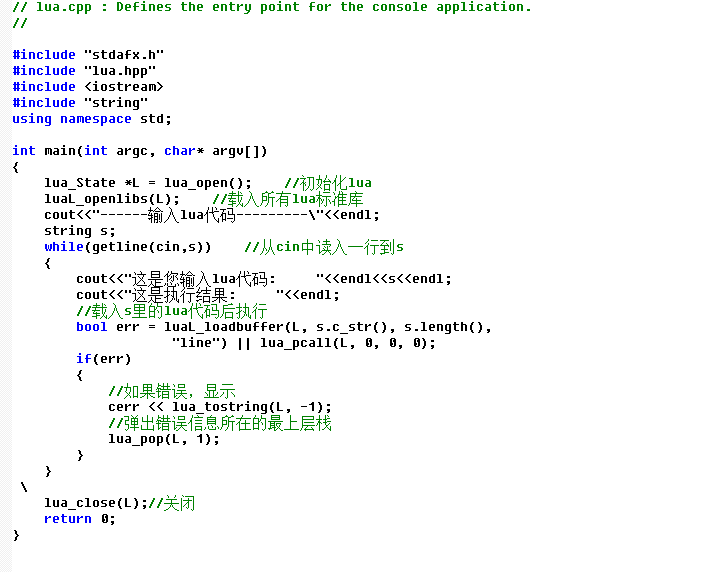 // lua.cpp : Defines the entry point for the console application.
//
#include "stdafx.h"
#include "lua.hpp"
#include <iostream>
#include "string"
using namespace std;
int main(int argc, char* argv[])
{
    lua_State *L = lua_open();    //初始化lua
    luaL_openlibs(L);    //载入所有lua标准库
    cout<<"------输入lua代码---------\"<<endl;
    string s;
    while(getline(cin,s))    //从cin中读入一行到s
    {
        cout<<"这是您输入lua代码:     "<<endl<<s<<endl;
        cout<<"这是执行结果:     "<<endl;
        //载入s里的lua代码后执行
        bool err = luaL_loadbuffer(L, s.c_str(), s.length(),
                    "line") || lua_pcall(L, 0, 0, 0);
        if(err)
        {
            //如果错误，显示
            cerr << lua_tostring(L, -1);
            //弹出错误信息所在的最上层栈
            lua_pop(L, 1);
        }
    }
 \
    lua_close(L);//关闭
    return 0;
}